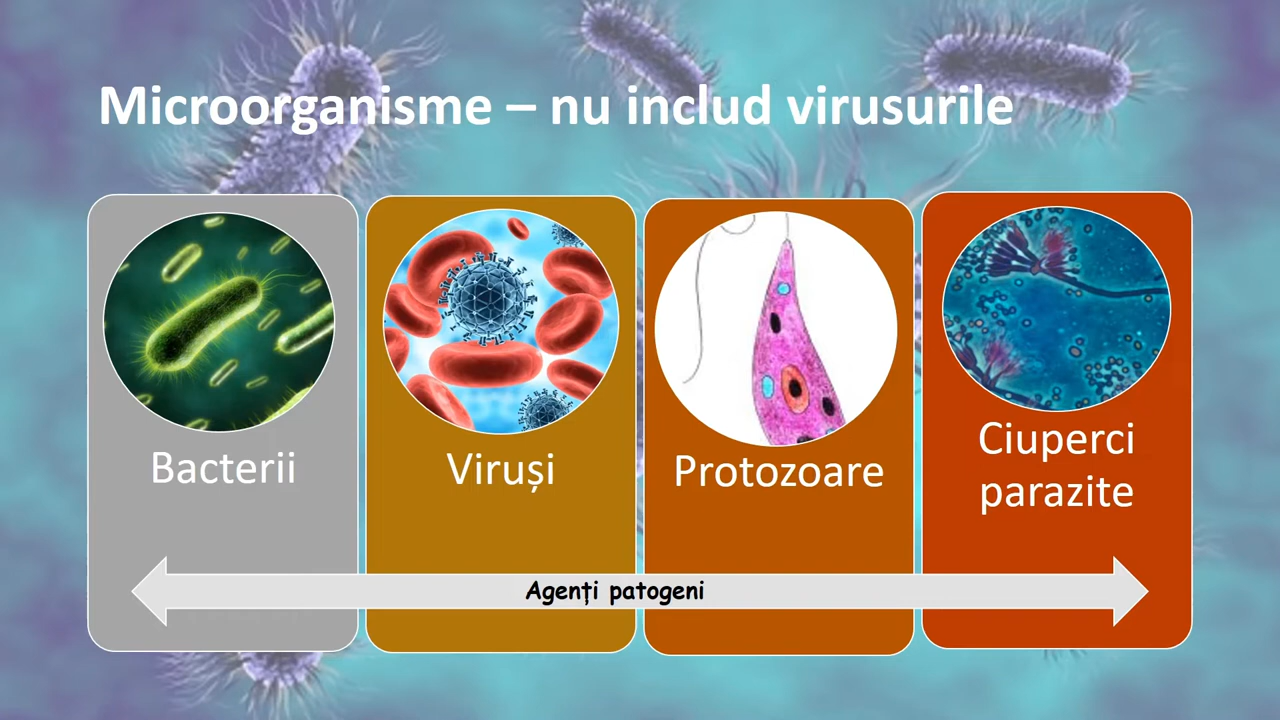 Microorganisme – nu includ virusurile
Bacterii
Viruși
Protozoare
Ciuperci
parazite
Agenți patogeni